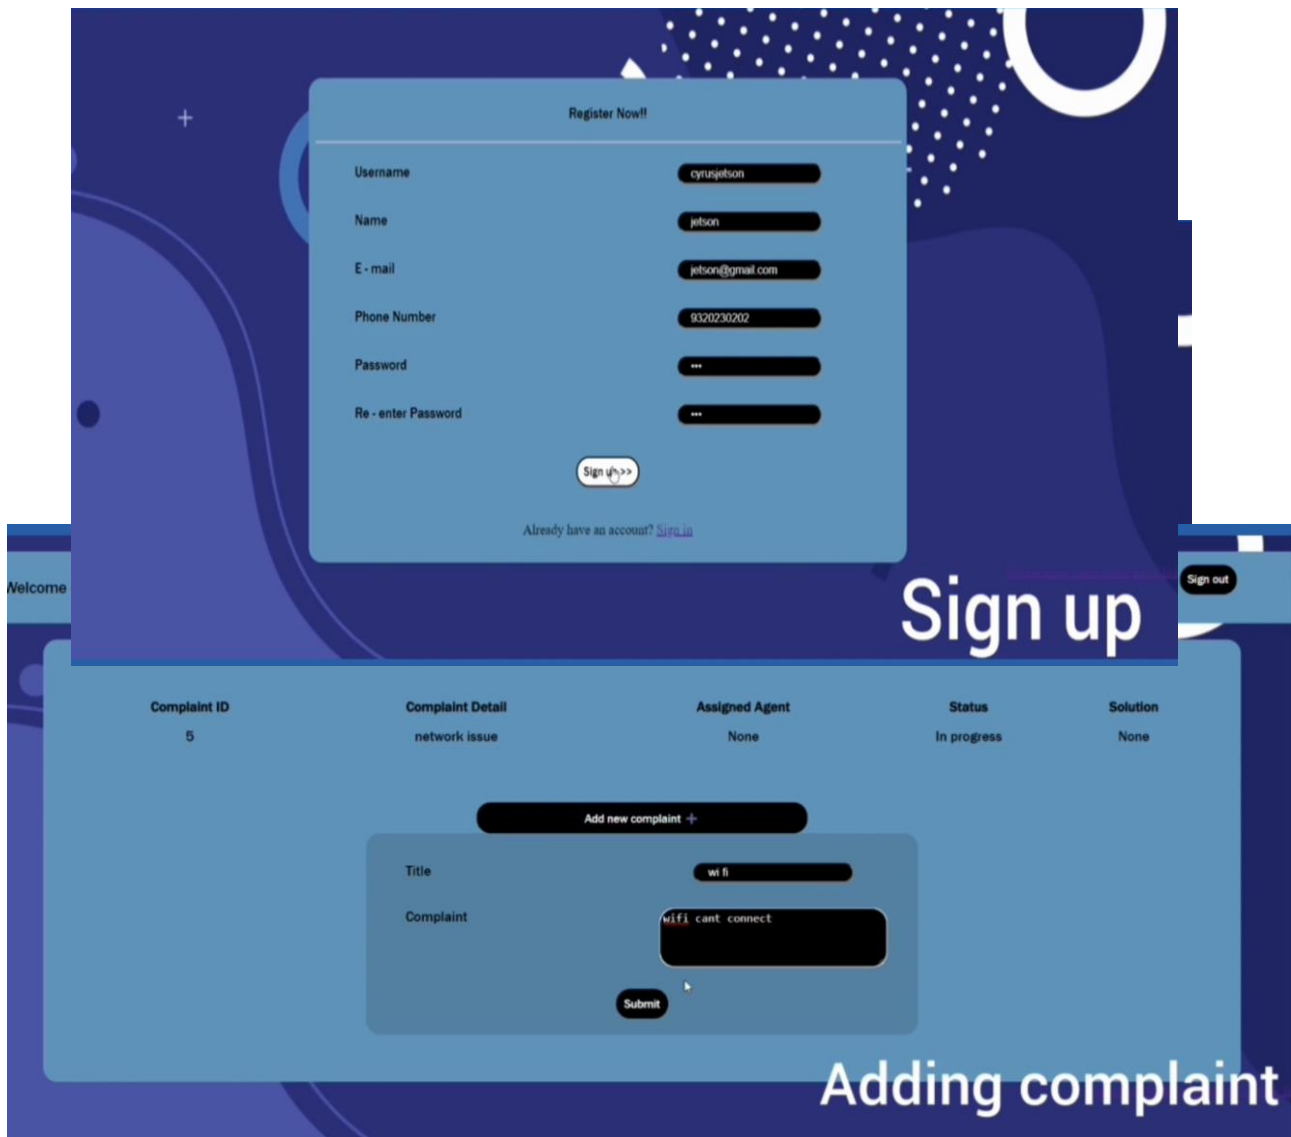 Register Now!!
Username cyrusjetson
Name jetson
E - mail jetson@gmail.com
Phone Number 9320230202
Password •••
Re - enter Password •••
Sign up >>
Already have an account? Sign in
Sign up
Welcome Sign out
Complaint ID Complaint Detail Assigned Agent Status Solution
5 network issue None In progress None
Add new complaint +
Title wi fi
Complaint wifi cant connect
Submit
Adding complaint